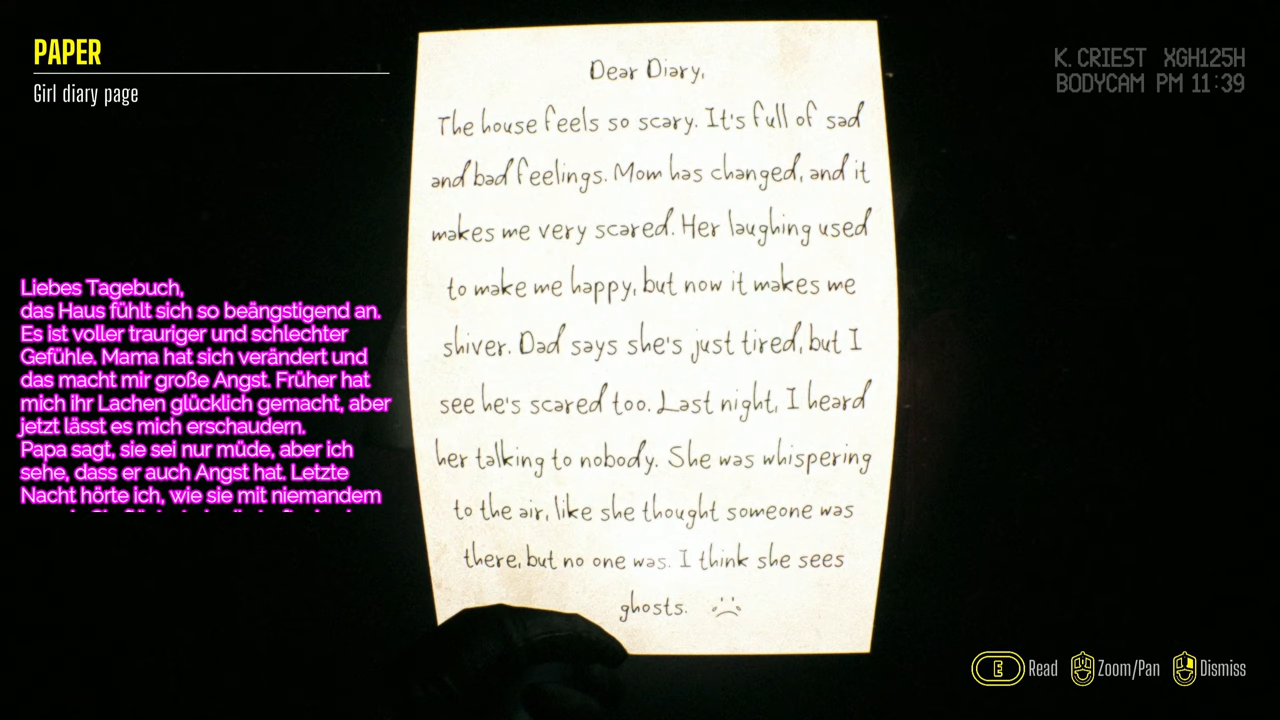 PAPER
Girl diary page
K. CRIEST XGH125H
BODYCAM PM 11:39
Dear Diary,
The house feels so scary. It's full of sad
and bad feelings. Mom has changed, and it
makes me very scared. Her laughing used
to make me happy, but now it makes me
shiver. Dad says she's just tired, but I
see he's scared too. Last night, I heard
her talking to nobody. She was whispering
to the air, like she thought someone was
there, but no one was. I think she sees
ghosts.
Liebes Tagebuch,
das Haus fühlt sich so beängstigend an.
Es ist voller trauriger und schlechter
Gefühle. Mama hat sich verändert und
das macht mir große Angst. Früher hat
mich ihr Lachen glücklich gemacht, aber
jetzt lässt es mich erschaudern.
Papa sagt, sie sei nur müde, aber ich
sehe, dass er auch Angst hat. Letzte
Nacht hörte ich, wie sie mit niemandem
E Read Zoom/Pan Dismiss